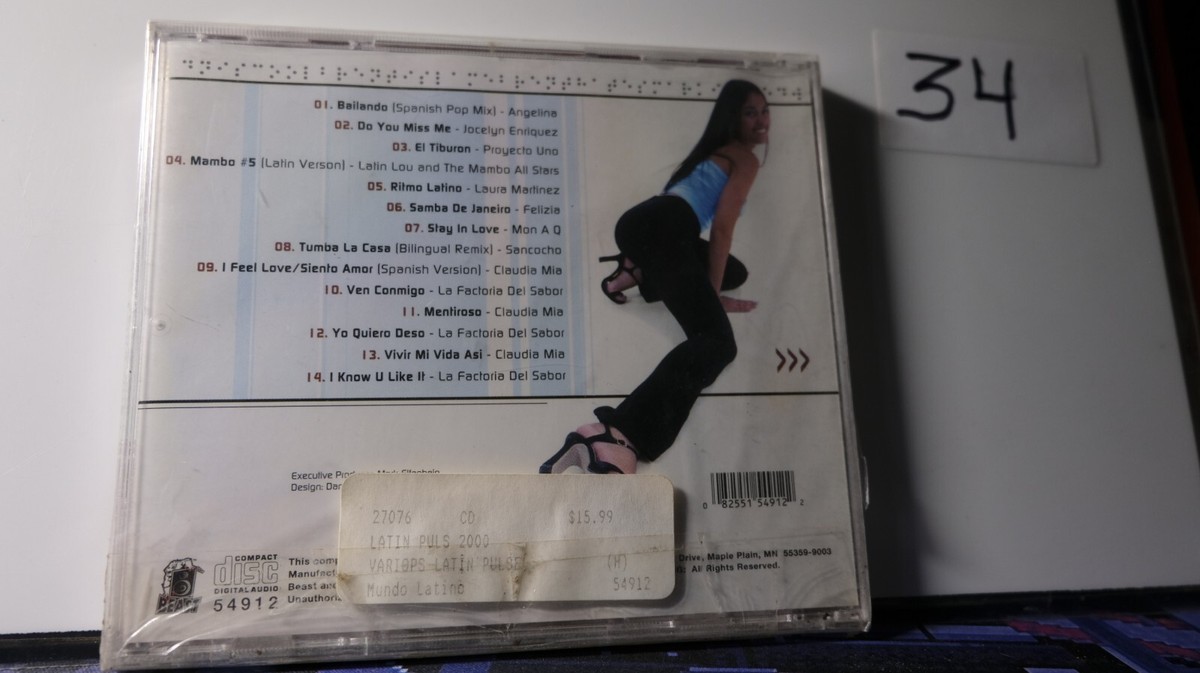 34
01. Bailando (Spanish Pop Mix) - Angelina
02. Do You Miss Me - Jocelyn Enriquez
03. El Tiburon - Proyecto Uno
04. Mambo #5 (Latin Verson) - Latin Lou and The Mambo All Stars
05. Ritmo Latino - Laura Martinez
06. Samba De Janeiro - Felizia
07. Stay In Love - Mon A Q
08. Tumba La Casa (Bilingual Remix) - Sancocho
09. I Feel Love/Siento Amor (Spanish Version) - Claudia Mia
10. Ven Conmigo - La Factoria Del Sabor
11. Mentiroso - Claudia Mia
12. Yo Quiero Deso - La Factoria Del Sabor
13. Vivir Mi Vida Asi - Claudia Mia
14. I Know U Like It - La Factoria Del Sabor
>>>
Executive
Design:
27076 CD $15.99
LATIN PULS 2000
VARIOPS LATIN PULSE (H)
Mundo Latino 54912
0 82551 54912 2
BEAST
COMPACT
disc
DIGITAL AUDIO
54912
This
Beast
Drive, Maple Plain, MN 55359-9003
All Rights Reserved.